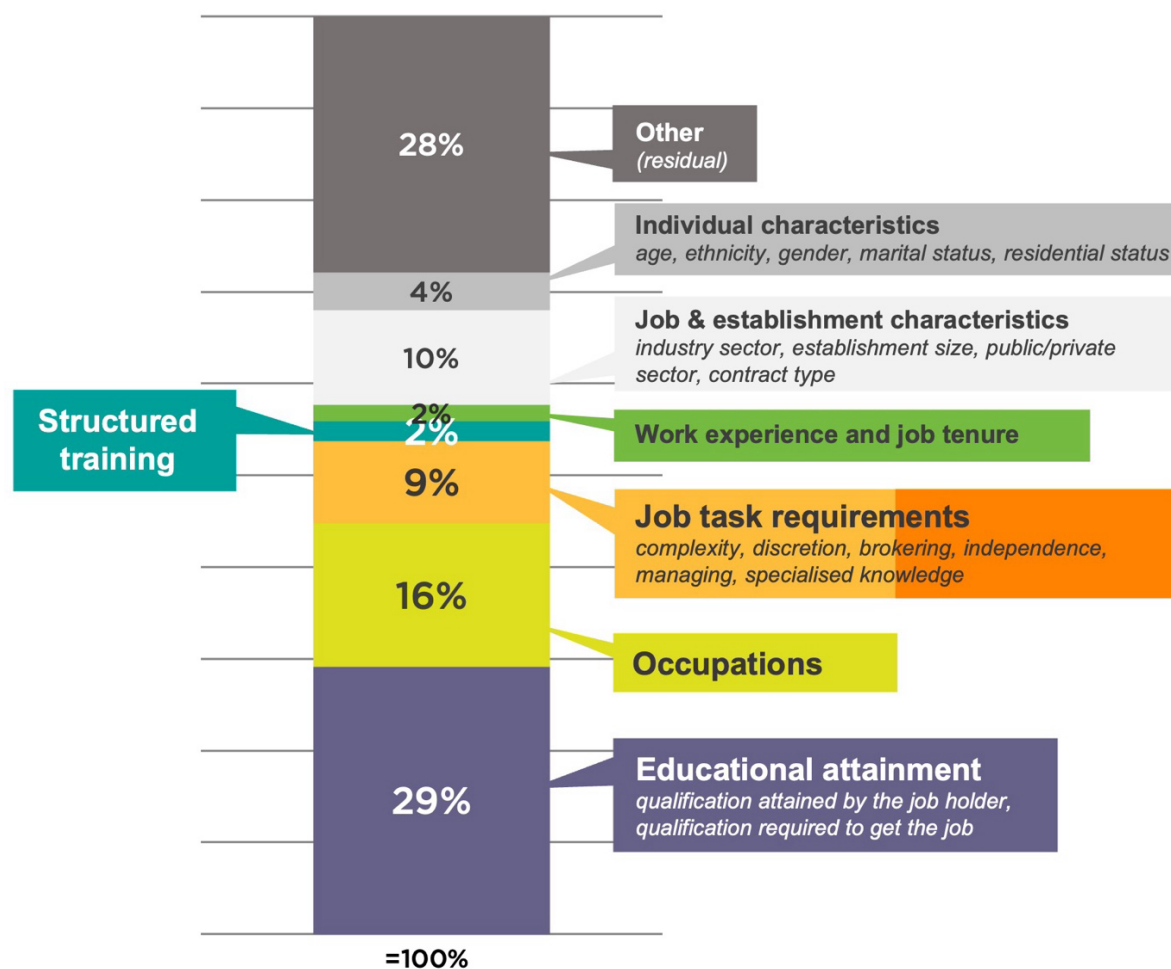 28%
Other
(residual)
Individual characteristics
age, ethnicity, gender, marital status, residential status
4%
Job & establishment characteristics
industry sector, establishment size, public/private
sector, contract type
10%
2%
Work experience and job tenure
Structured
training
2%
9%
Job task requirements
complexity, discretion, brokering, independence,
managing, specialised knowledge
16%
Occupations
Educational attainment
qualification attained by the job holder,
qualification required to get the job
29%
=100%